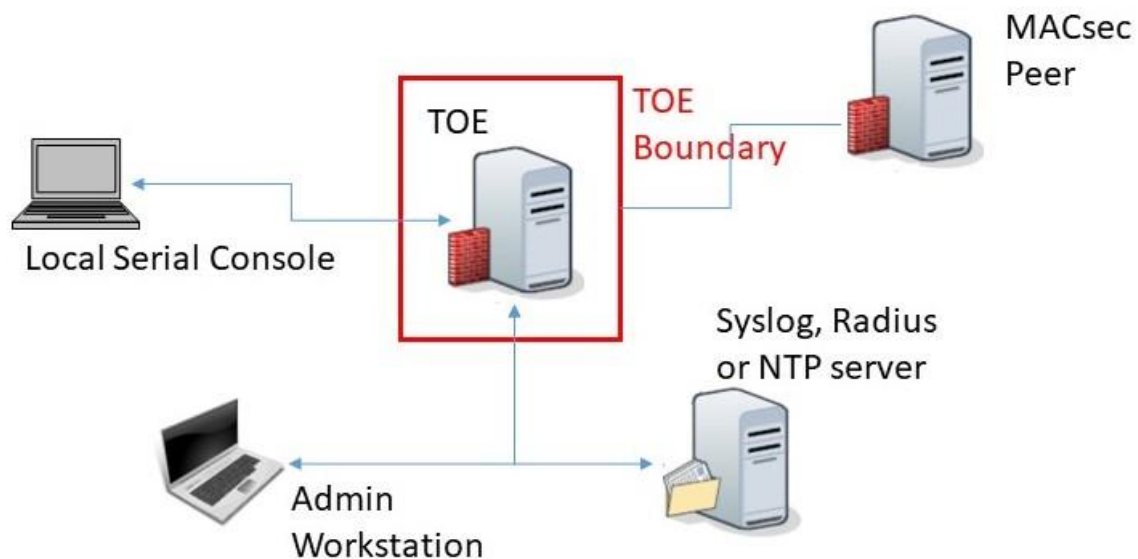 MACsec
Peer
TOE
TOE
Boundary
Local Serial Console
Syslog, Radius
or NTP server
Admin
Workstation